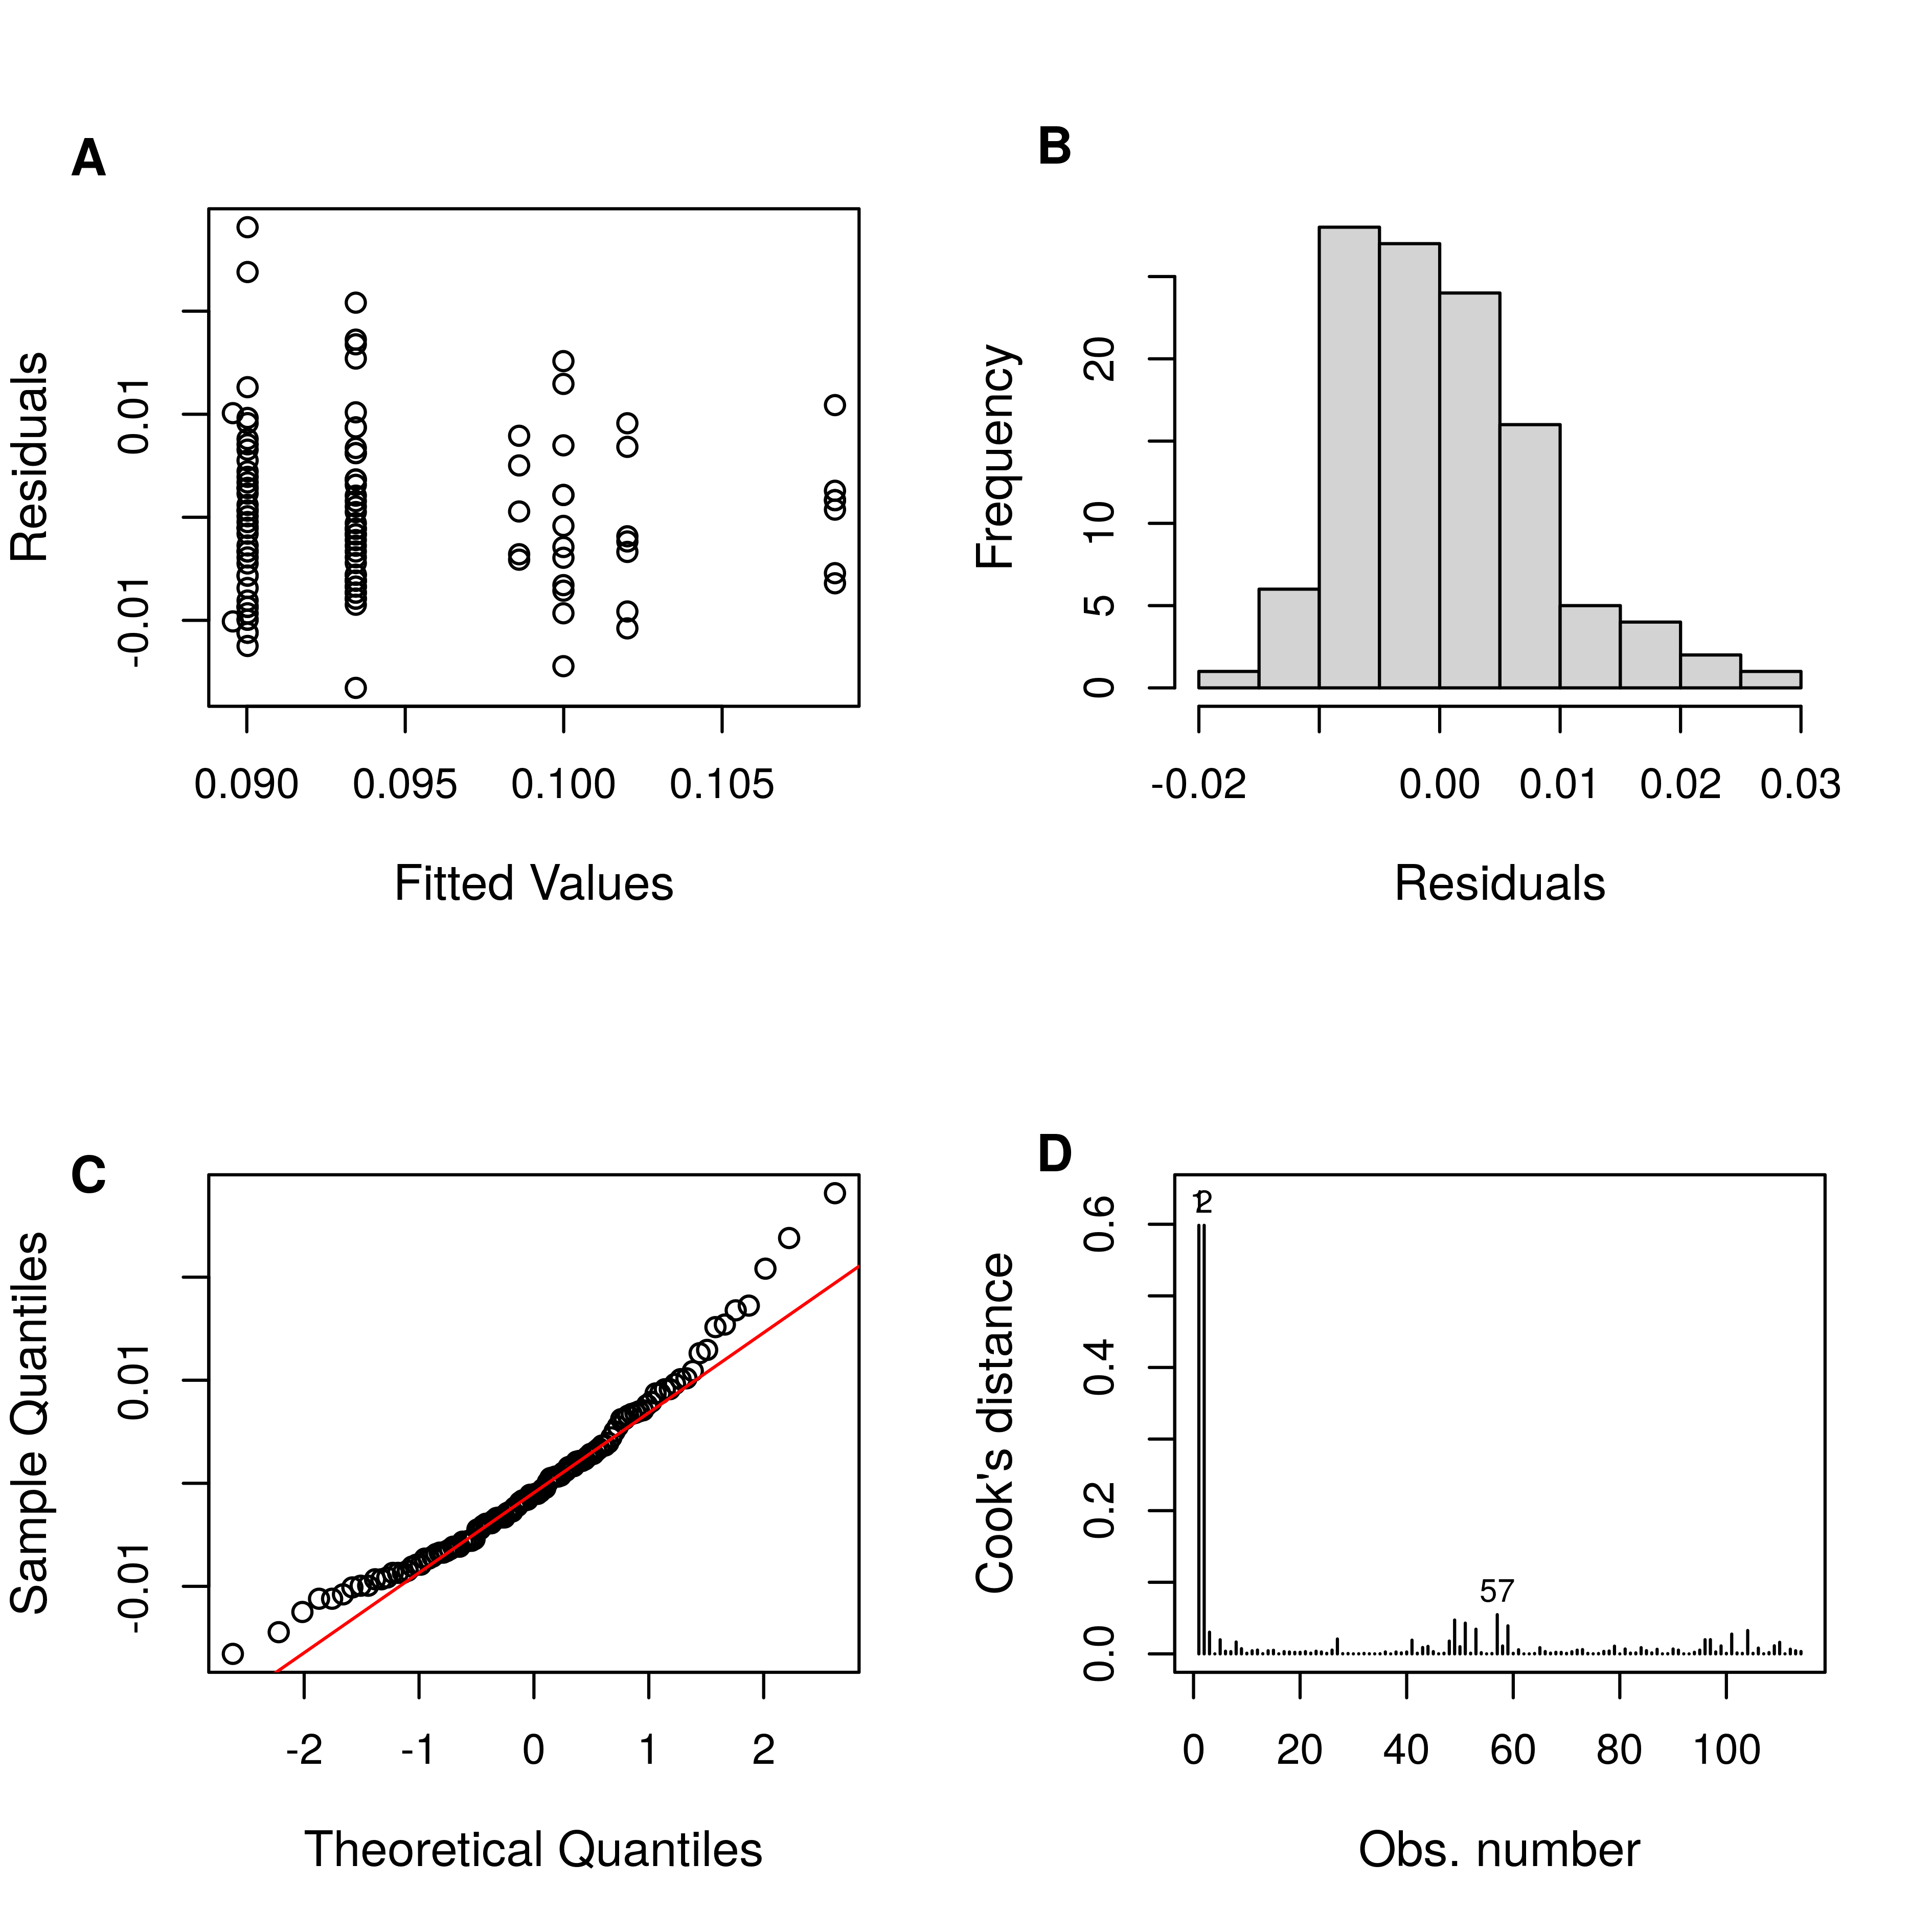 A
Residuals
0.01
-0.01
0.090 0.095 0.100 0.105
Fitted Values
B
Frequency
20
10
5
0
-0.02 0.00 0.01 0.02 0.03
Residuals
C
Sample Quantiles
0.01
-0.01
-2 -1 0 1 2
Theoretical Quantiles
D
Cook's distance
0.6
0.4
0.2
0.0
1
2
57
0 20 40 60 80 100
Obs. number